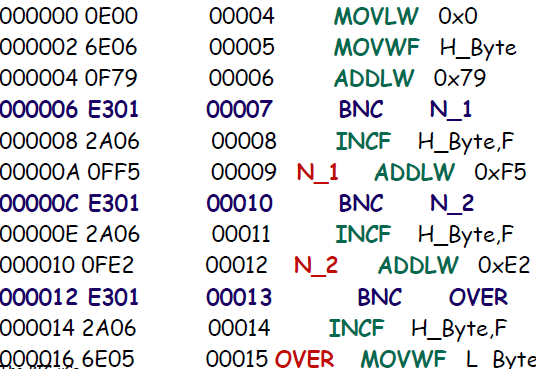 000000 0E00 00004 MOVLW 0x0
000002 6E06 00005 MOVWF H_Byte
000004 0F79 00006 ADDLW 0x79
000006 E301 00007 BNC N_1
000008 2A06 00008 INCF H_Byte,F
00000A 0FF5 00009 N_1 ADDLW 0xF5
00000C E301 00010 BNC N_2
00000E 2A06 00011 INCF H_Byte,F
000010 0FE2 00012 N_2 ADDLW 0xE2
000012 E301 00013 BNC OVER
000014 2A06 00014 INCF H_Byte,F
000016 6E05 00015 OVER MOVWF L_Byte